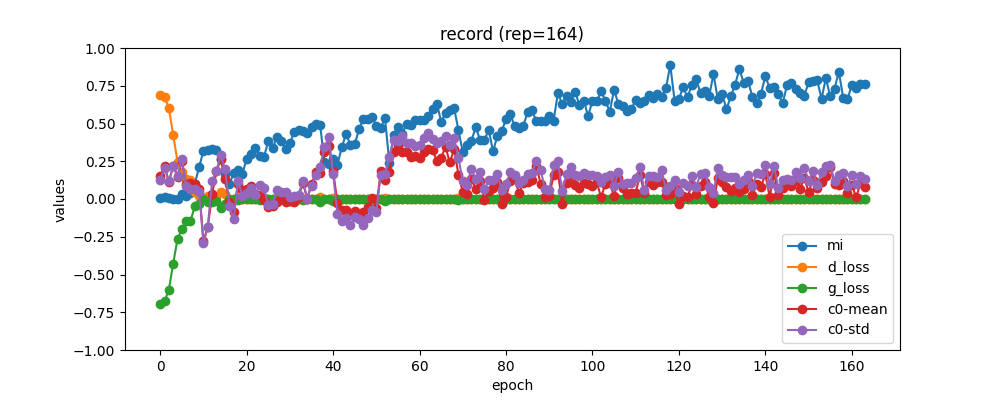 record (rep=164)
1.00
0.75
0.50
0.25
0.00
−0.25
−0.50
−0.75
−1.00
values
0 20 40 60 80 100 120 140 160
epoch
mi
d_loss
g_loss
c0-mean
c0-std